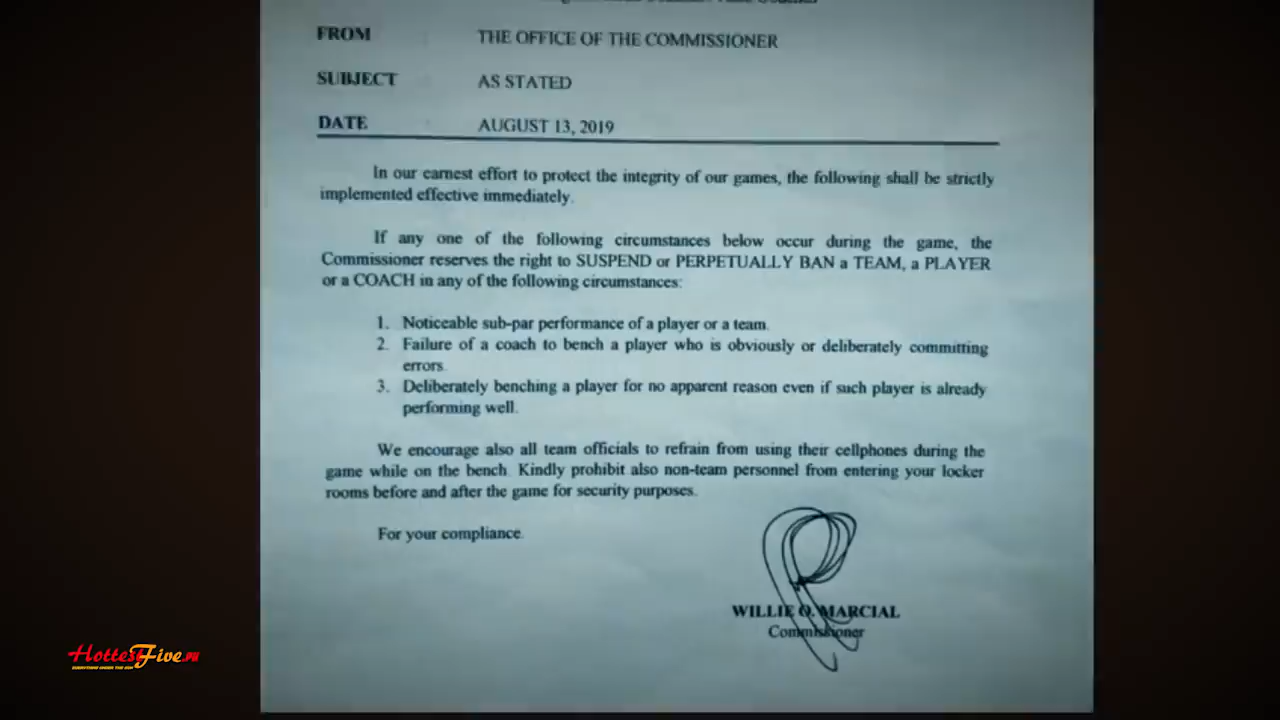 FROM THE OFFICE OF THE COMMISSIONER
SUBJECT AS STATED
DATE AUGUST 13, 2019
In our earnest effort to protect the integrity of our games, the following shall be strictly
implemented effective immediately.
If any one of the following circumstances below occur during the game, the
Commissioner reserves the right to SUSPEND or PERPETUALLY BAN a TEAM, a PLAYER
or a COACH in any of the following circumstances:
1. Noticeable sub-par performance of a player or a team.
2. Failure of a coach to bench a player who is obviously or deliberately committing
errors.
3. Deliberately benching a player for no apparent reason even if such player is already
performing well.
We encourage also all team officials to refrain from using their cellphones during the
game while on the bench. Kindly prohibit also non-team personnel from entering your locker
rooms before and after the game for security purposes.
For your compliance.
WILLIE O. MARCIAL
Commissioner
HottestFive.PH
EVERYTHING UNDER THE SUN